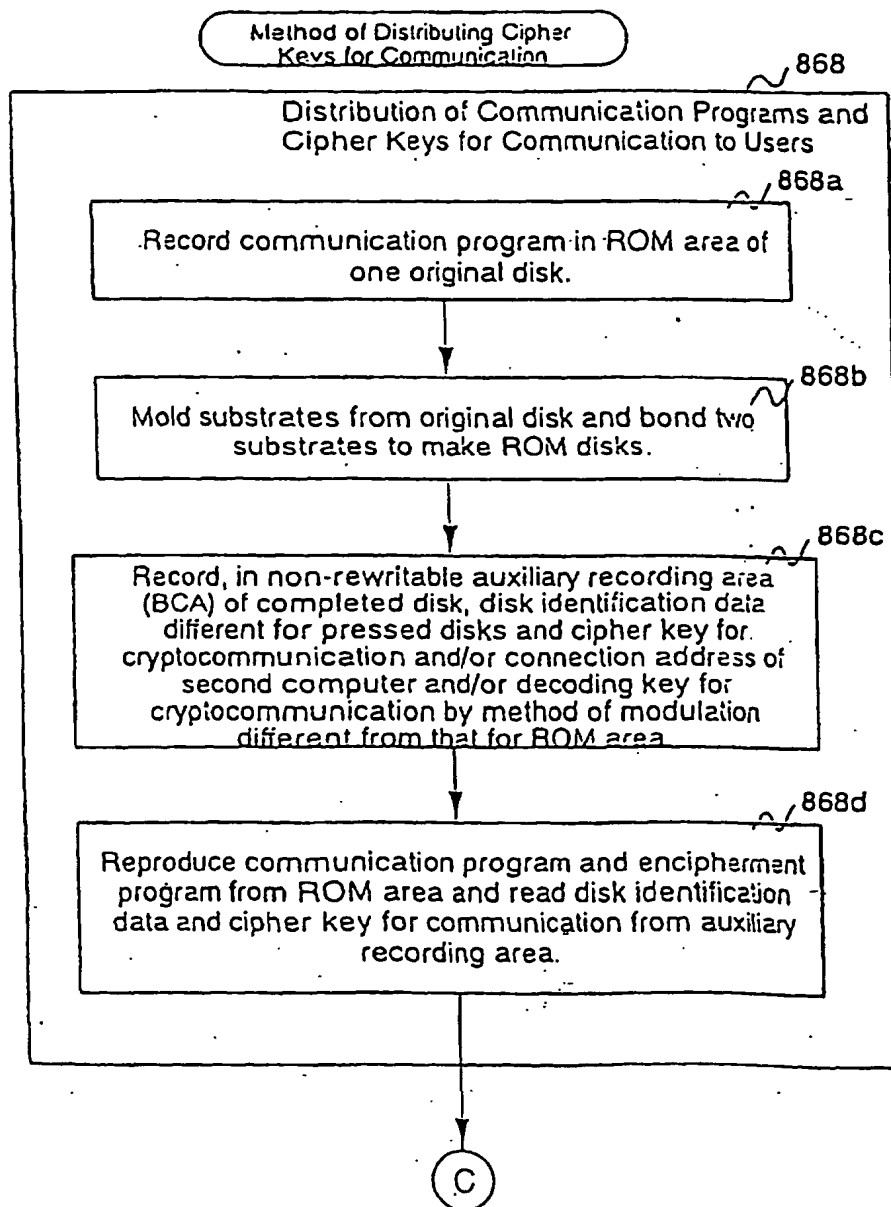 Method of Distributing Cipher
Keys for Communication
868
Distribution of Communication Programs and
Cipher Keys for Communication to Users
868a
Record communication program in ROM area of
one original disk.
868b
Mold substrates from original disk and bond two
substrates to make ROM disks.
868c
Record, in non-rewritable auxiliary recording area
(BCA) of completed disk, disk identification data
different for pressed disks and cipher key for
cryptocommunication and/or connection address of
second computer and/or decoding key for
cryptocommunication by method of modulation
different from that for ROM area
868d
Reproduce communication program and encipherment
program from ROM area and read disk identification
data and cipher key for communication from auxiliary
recording area.
C